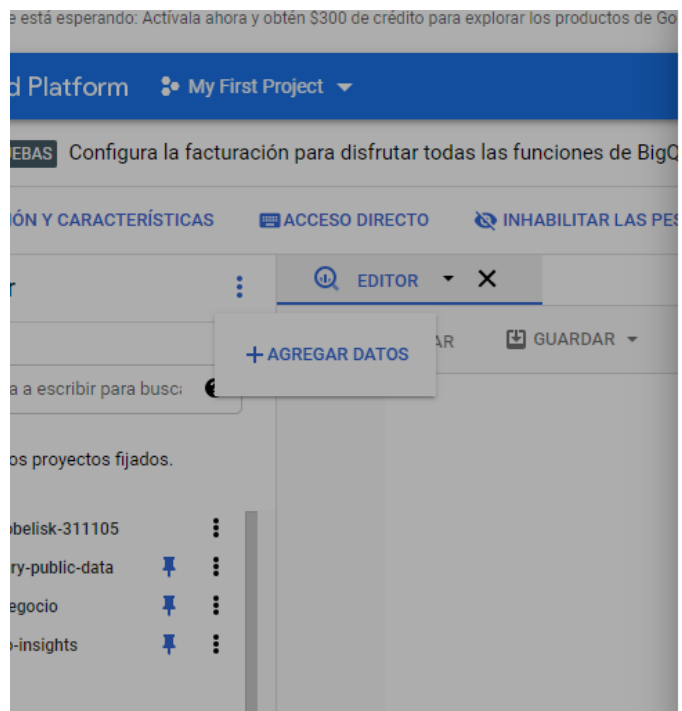 e está esperando: Actívala ahora y obtén $300 de crédito para explorar los productos de Go
d Platform My First Project
EBAS Configura la facturación para disfrutar todas las funciones de BigQ
IÓN Y CARACTERÍSTICAS ACCESO DIRECTO INHABILITAR LAS PES
r EDITOR
AGREGAR DATOS AR GUARDAR
a a escribir para busca
os proyectos fijados.
obelisk-311105
ry-public-data
egocio
o-insights